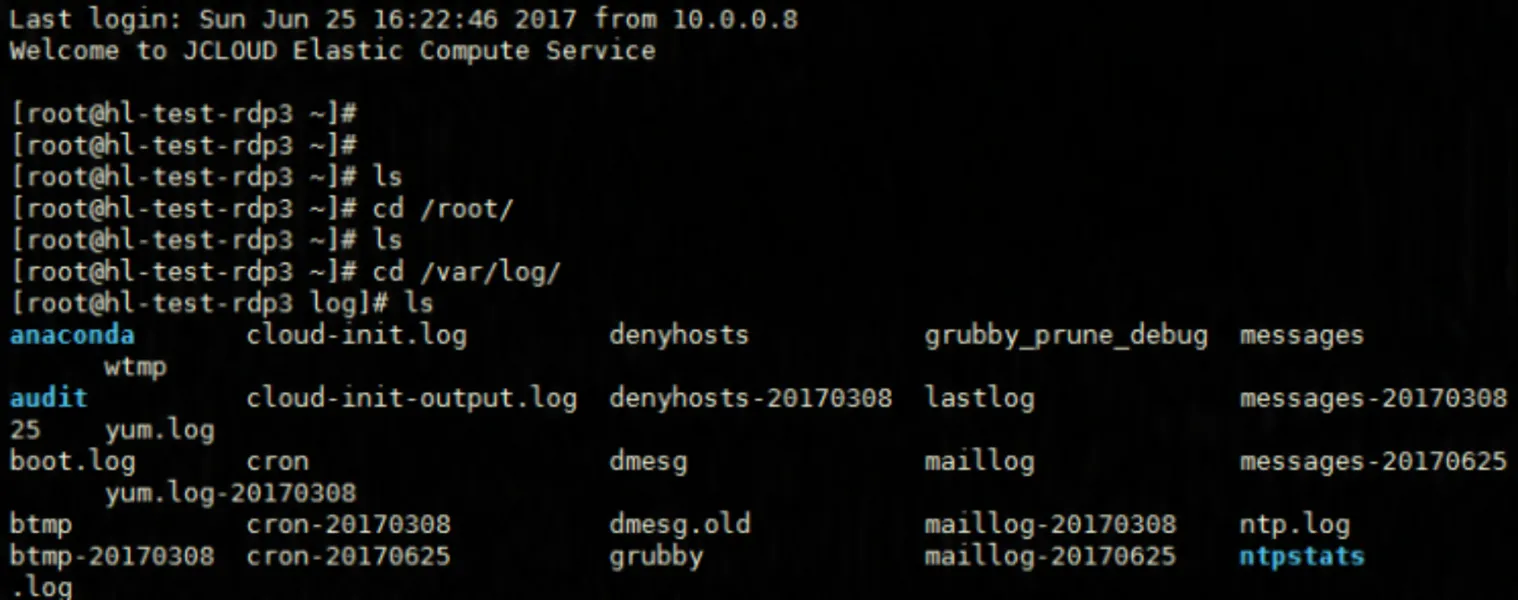 Last login: Sun Jun 25 16:22:46 2017 from 10.0.0.8
Welcome to JCLOUD Elastic Compute Service
[root@hl-test-rdp3 ~]#
[root@hl-test-rdp3 ~]#
[root@hl-test-rdp3 ~]# ls
[root@hl-test-rdp3 ~]# cd /root/
[root@hl-test-rdp3 ~]# ls
[root@hl-test-rdp3 ~]# cd /var/log/
[root@hl-test-rdp3 log]# ls
anaconda cloud-init.log denyhosts grubby_prune_debug messages
wtmp
audit cloud-init-output.log denyhosts-20170308 lastlog messages-20170308
25 yum.log
boot.log cron dmesg maillog messages-20170625
yum.log-20170308
btmp cron-20170308 dmesg.old maillog-20170308 ntp.log
btmp-20170308 cron-20170625 grubby maillog-20170625 ntpstats
.log